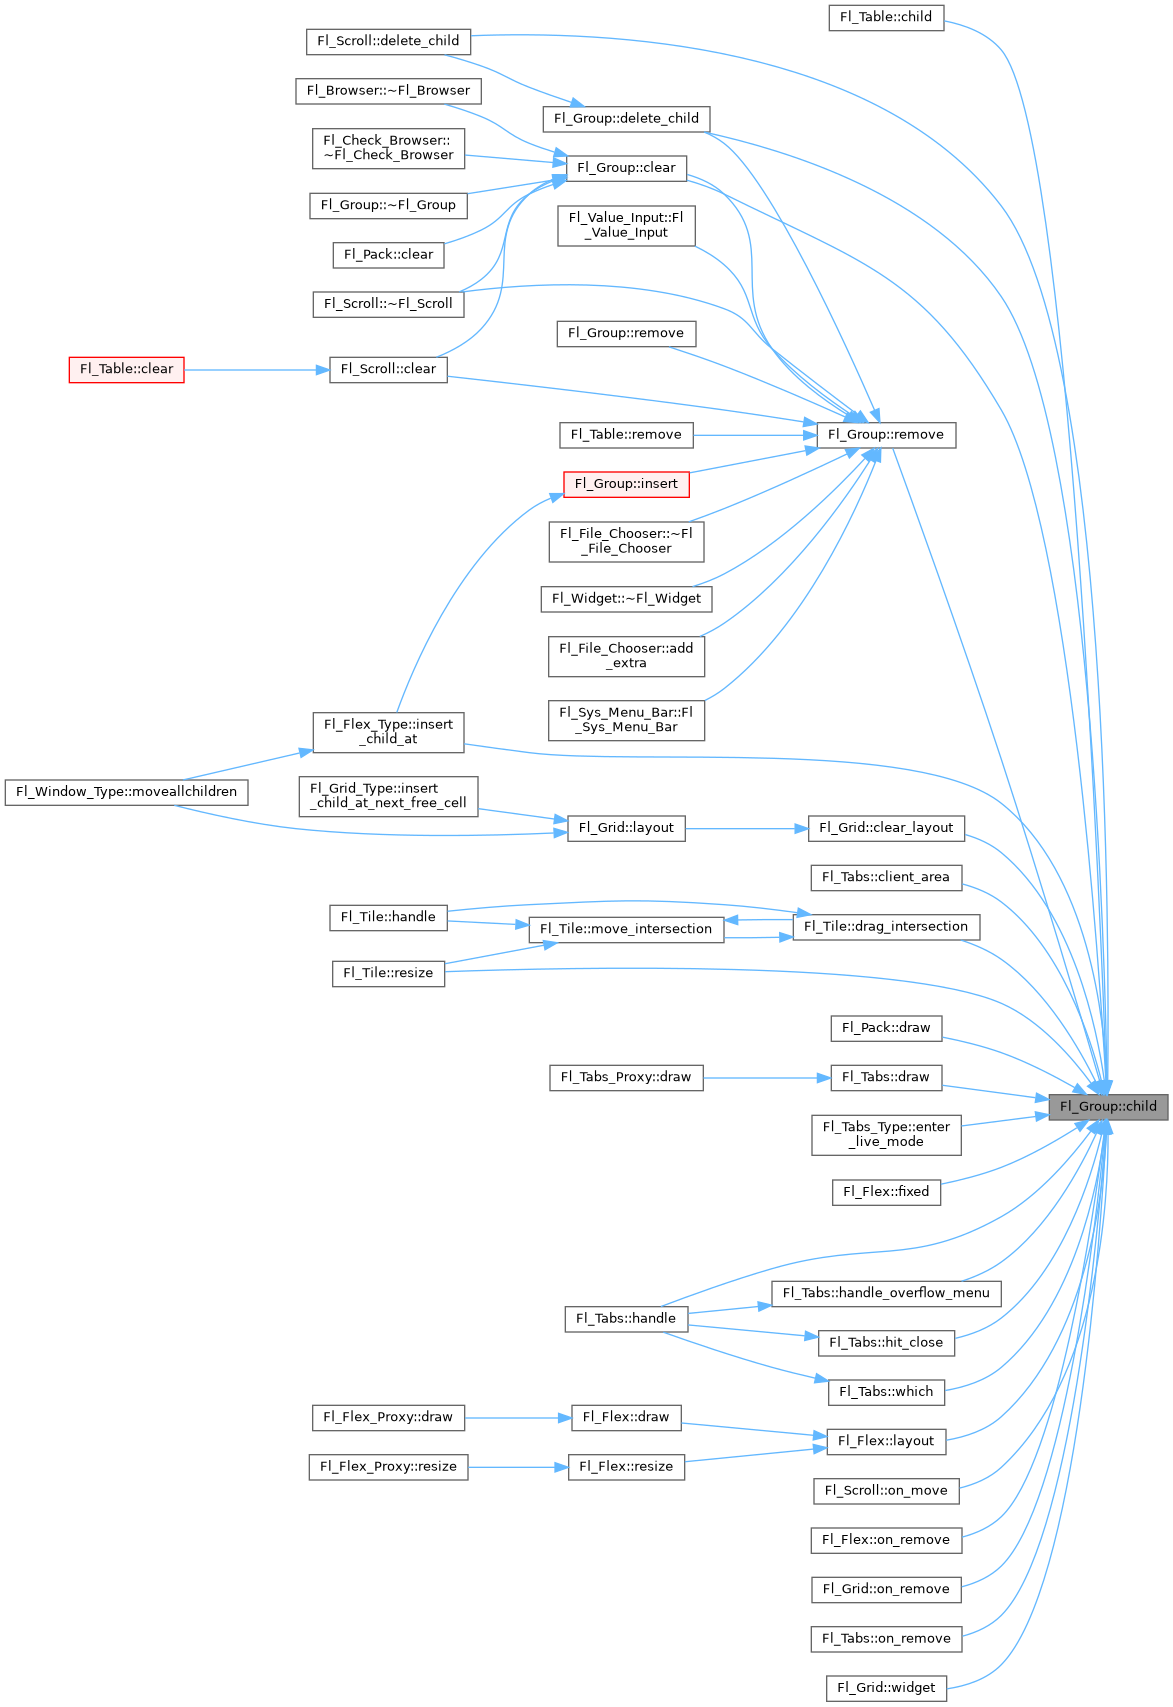 Fl_Table::child
Fl_Scroll::delete_child
Fl_Browser::~Fl_Browser
Fl_Group::delete_child
Fl_Check_Browser::
~Fl_Check_Browser
Fl_Group::clear
Fl_Group::~Fl_Group
Fl_Value_Input::Fl
_Value_Input
Fl_Pack::clear
Fl_Scroll::~Fl_Scroll
Fl_Group::remove
Fl_Table::clear
Fl_Scroll::clear
Fl_Table::remove
Fl_Group::remove
Fl_Group::insert
Fl_File_Chooser::~Fl
_File_Chooser
Fl_Widget::~Fl_Widget
Fl_File_Chooser::add
_extra
Fl_Sys_Menu_Bar::Fl
_Sys_Menu_Bar
Fl_Flex_Type::insert
_child_at
Fl_Window_Type::moveallchildren
Fl_Grid_Type::insert
_child_at_next_free_cell
Fl_Grid::layout
Fl_Grid::clear_layout
Fl_Tabs::client_area
Fl_Tile::handle
Fl_Tile::move_intersection
Fl_Tile::drag_intersection
Fl_Tile::resize
Fl_Pack::draw
Fl_Tabs_Proxy::draw
Fl_Tabs::draw
Fl_Group::child
Fl_Tabs_Type::enter
_live_mode
Fl_Flex::fixed
Fl_Tabs::handle_overflow_menu
Fl_Tabs::handle
Fl_Tabs::hit_close
Fl_Tabs::which
Fl_Flex_Proxy::draw
Fl_Flex::draw
Fl_Flex::layout
Fl_Flex_Proxy::resize
Fl_Flex::resize
Fl_Scroll::on_move
Fl_Flex::on_remove
Fl_Grid::on_remove
Fl_Tabs::on_remove
Fl_Grid::widget